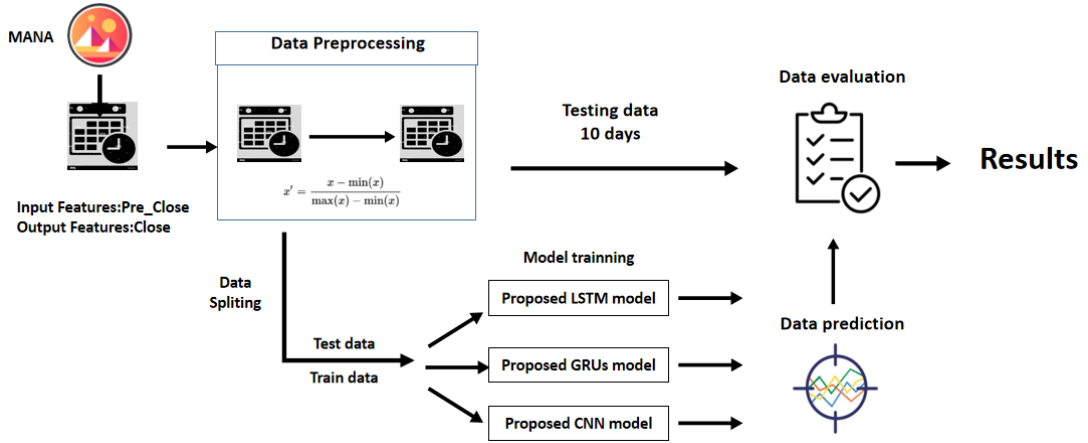 MANA
Data Preprocessing
Data evaluation
Testing data
10 days
Results
x′ = (x − min(x)) / (max(x) − min(x))
Input Features:Pre_Close
Output Features:Close
Data
Spliting
Model trainning
Proposed LSTM model
Test data
Train data
Proposed GRUs model
Proposed CNN model
Data prediction